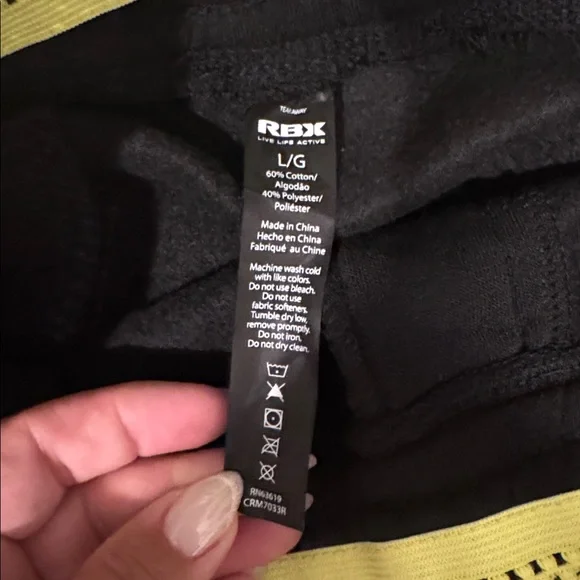 TEAR AWAY
RBX
LIVE LIFE ACTIVE
L/G
60% Cotton/
Algodão
40% Polyester/
Poliéster
Made in China
Hecho en China
Fabriqué au Chine
Machine wash cold
with like colors.
Do not use bleach.
Do not use
fabric softeners.
Tumble dry low,
remove promptly.
Do not iron.
Do not dry clean.
RN63619
CRM7033R